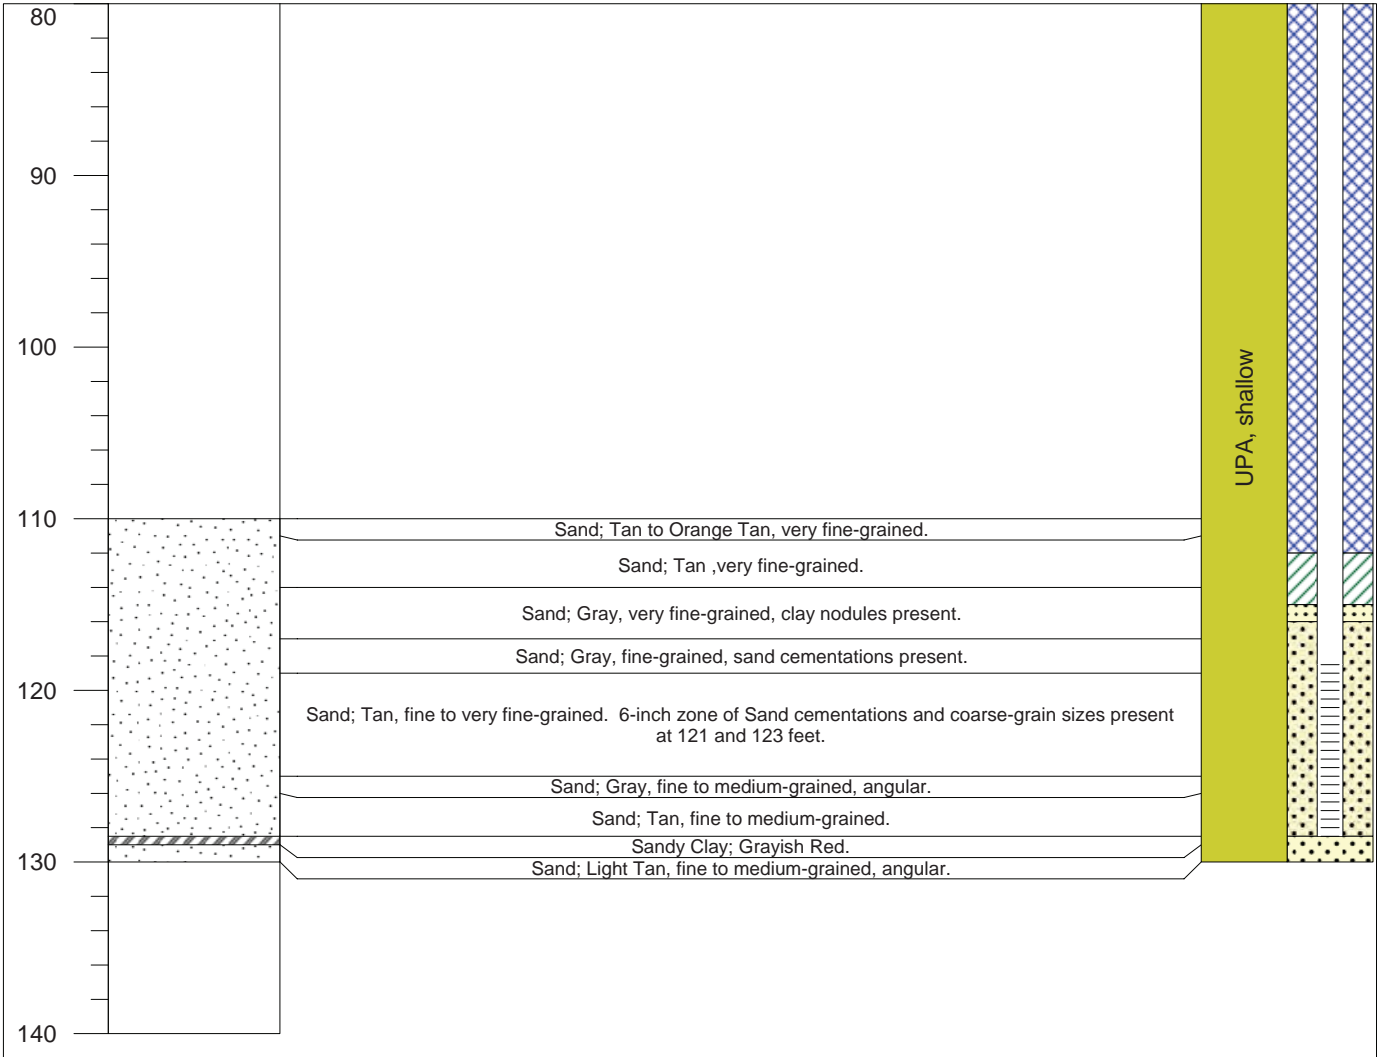 80
90
100
110
120
130
140
Sand; Tan to Orange Tan, very fine-grained.
Sand; Tan ,very fine-grained.
Sand; Gray, very fine-grained, clay nodules present.
Sand; Gray, fine-grained, sand cementations present.
Sand; Tan, fine to very fine-grained.  6-inch zone of Sand cementations and coarse-grain sizes present
at 121 and 123 feet.
Sand; Gray, fine to medium-grained, angular.
Sand; Tan, fine to medium-grained.
Sandy Clay; Grayish Red.
Sand; Light Tan, fine to medium-grained, angular.
UPA, shallow